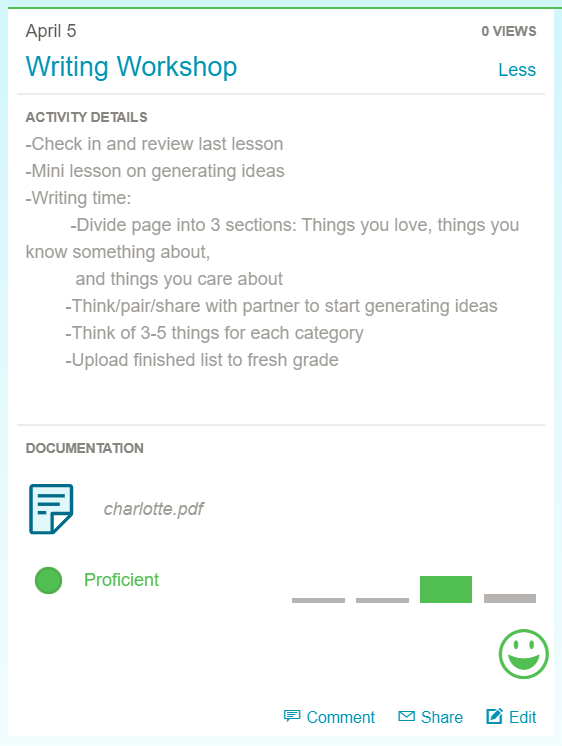 April 5
0 VIEWS
Writing Workshop
Less
ACTIVITY DETAILS
-Check in and review last lesson
-Mini lesson on generating ideas
-Writing time:
-Divide page into 3 sections: Things you love, things you
know something about,
and things you care about
-Think/pair/share with partner to start generating ideas
-Think of 3-5 things for each category
-Upload finished list to fresh grade
DOCUMENTATION
charlotte.pdf
Proficient
Comment
Share
Edit